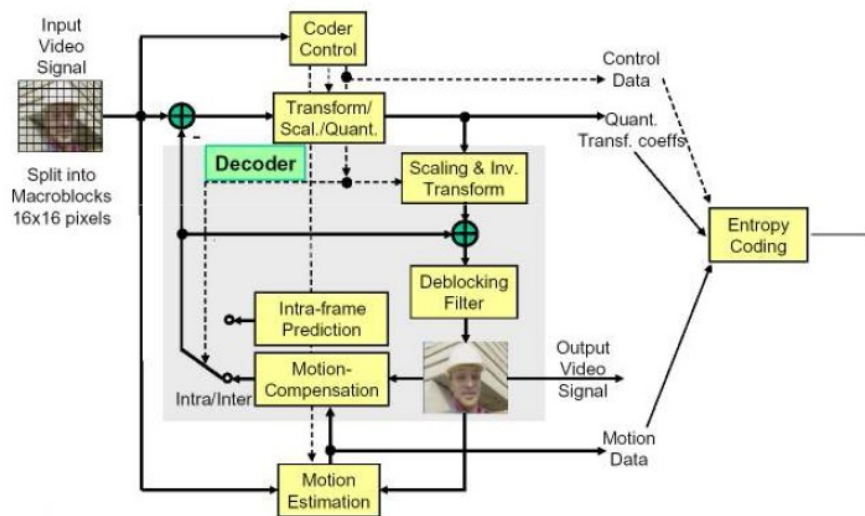 Input
Video
Signal
Coder
Control
Control
Data
Transform/
Scal./Quant.
-
Quant.
Transf. coeffs
Decoder
Split into
Macroblocks
16x16 pixels
Scaling & Inv.
Transform
Entropy
Coding
Deblocking
Filter
Intra-frame
Prediction
Output
Video
Signal
Motion-
Compensation
Intra/Inter
Motion
Data
Motion
Estimation